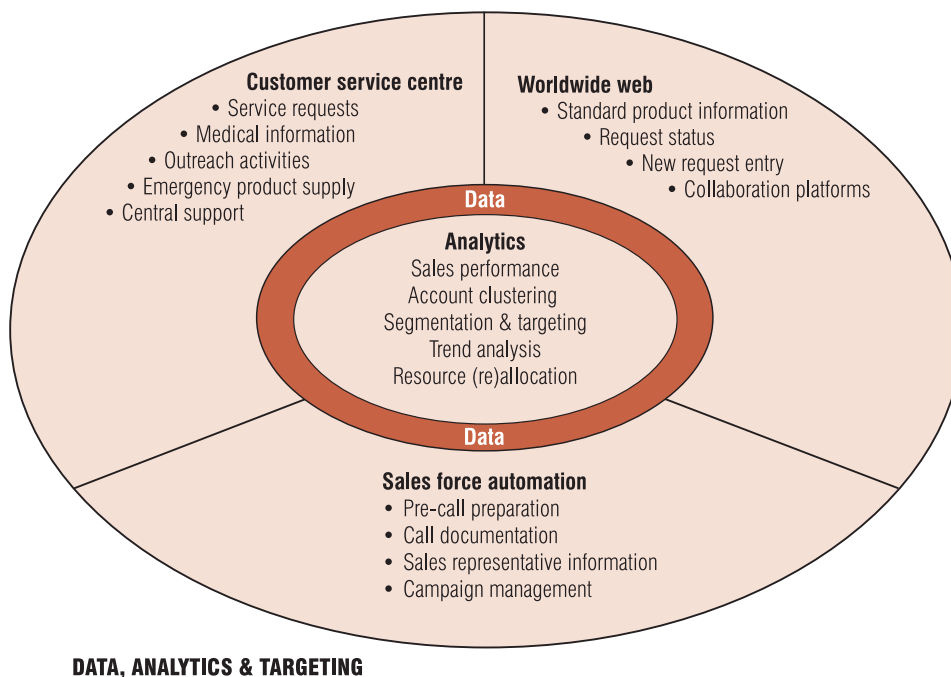 Customer service centre
• Service requests
• Medical information
• Outreach activities
• Emergency product supply
• Central support
Worldwide web
• Standard product information
• Request status
• New request entry
• Collaboration platforms
Data
Analytics
Sales performance
Account clustering
Segmentation & targeting
Trend analysis
Resource (re)allocation
Data
Sales force automation
• Pre-call preparation
• Call documentation
• Sales representative information
• Campaign management
DATA, ANALYTICS & TARGETING